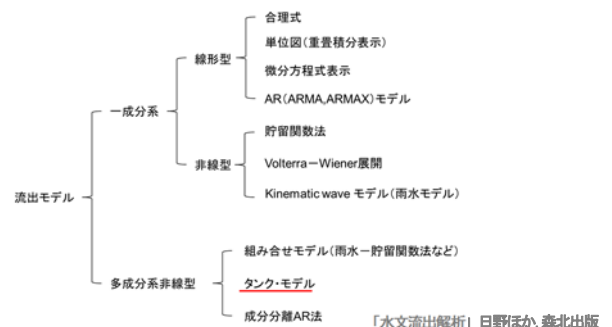 合理式
単位図(重畳積分表示)
線形型
微分方程式表示
AR(ARMA,ARMAX)モデル
一成分系
貯留関数法
非線型
Volterra－Wiener展開
Kinematic wave モデル(雨水モデル)
流出モデル
組み合せモデル(雨水－貯留関数法など)
多成分系非線型
タンク・モデル
成分分離AR法
「水文流出解析」日野ほか, 森北出版